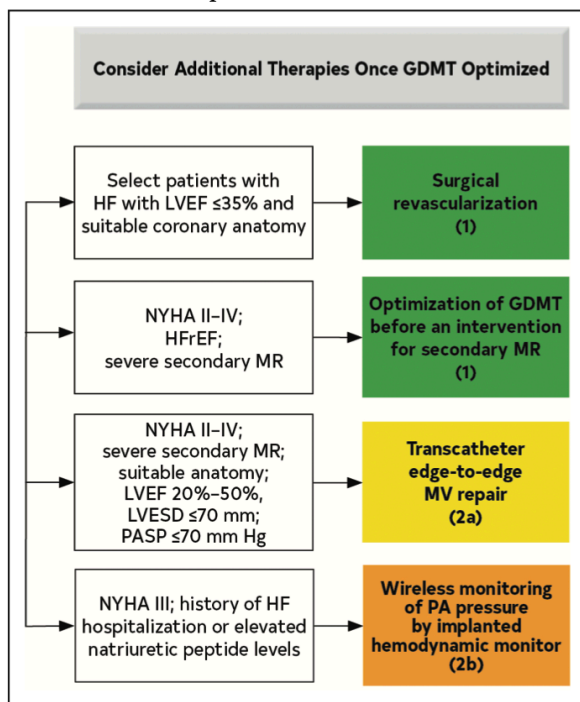 Consider Additional Therapies Once GDMT Optimized
Select patients with
HF with LVEF ≤35% and
suitable coronary anatomy
Surgical
revascularization
(1)
NYHA II–IV;
HFrEF;
severe secondary MR
Optimization of GDMT
before an intervention
for secondary MR
(1)
NYHA II–IV;
severe secondary MR;
suitable anatomy;
LVEF 20%–50%,
LVESD ≤70 mm;
PASP ≤70 mm Hg
Transcatheter
edge-to-edge
MV repair
(2a)
NYHA III; history of HF
hospitalization or elevated
natriuretic peptide levels
Wireless monitoring
of PA pressure
by implanted
hemodynamic monitor
(2b)